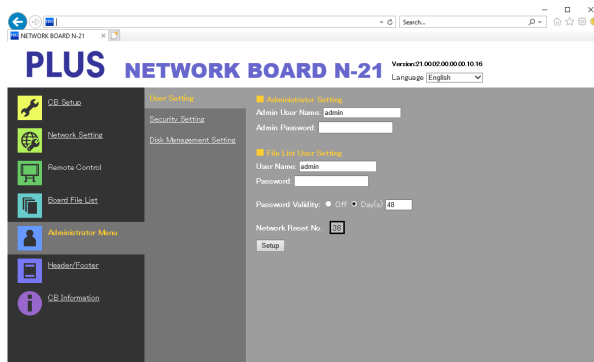 Search...
NETWORK BOARD N-21
PLUS NETWORK BOARD N-21
Version:21.00.02.00.00.00.10.16
Language English
CB Setup
Network Setting
Remote Control
Board File List
Administrator Menu
Header/Footer
CB Information
User Setting
Security Setting
Disk Management Setting
Administrator Setting
Admin User Name: admin
Admin Password:
File List User Setting
User Name: admin
Password:
Password Validity: Off Day(s) 48
Network Reset No. 38
Setup